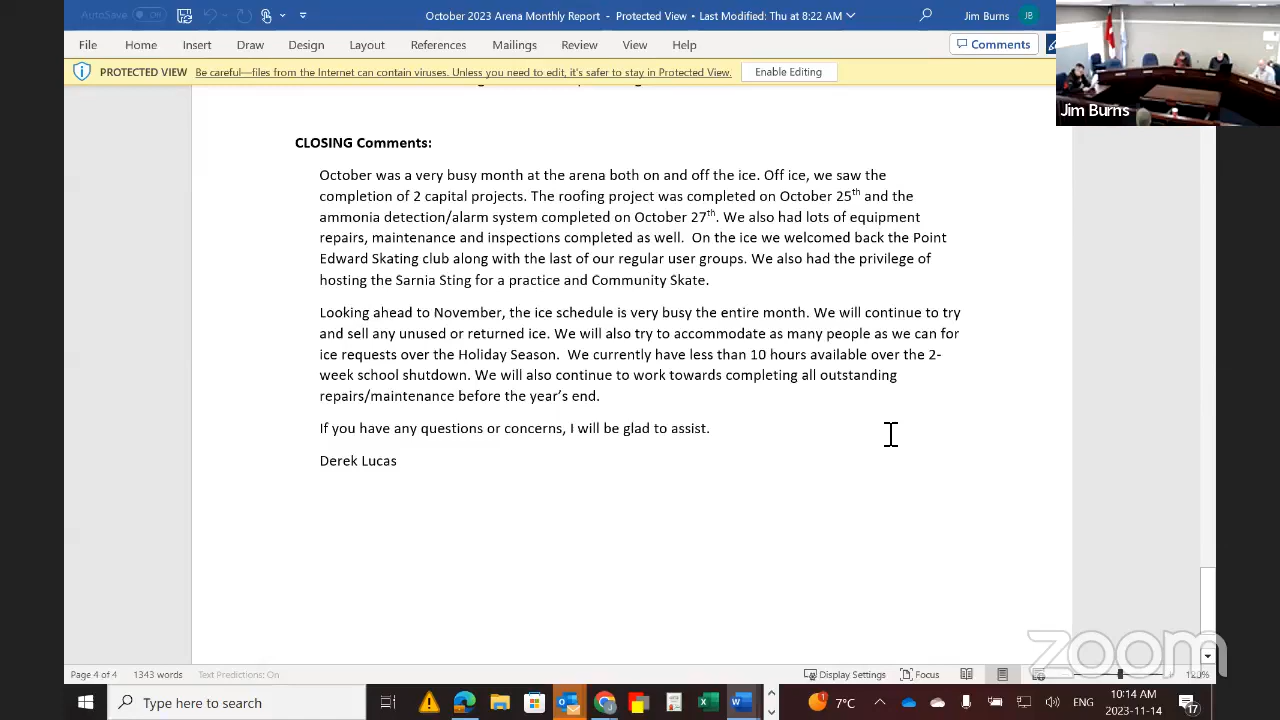 AutoSave Off
October 2023 Arena Monthly Report - Protected View • Last Modified: Thu at 8:22 AM
Jim Burns
JB
File Home Insert Draw Design Layout References Mailings Review View Help
Comments
PROTECTED VIEW Be careful—files from the Internet can contain viruses. Unless you need to edit, it's safer to stay in Protected View. Enable Editing
Jim Burns
CLOSING Comments:
October was a very busy month at the arena both on and off the ice. Off ice, we saw the
completion of 2 capital projects. The roofing project was completed on October 25th and the
ammonia detection/alarm system completed on October 27th. We also had lots of equipment
repairs, maintenance and inspections completed as well. On the ice we welcomed back the Point
Edward Skating club along with the last of our regular user groups. We also had the privilege of
hosting the Sarnia Sting for a practice and Community Skate.
Looking ahead to November, the ice schedule is very busy the entire month. We will continue to try
and sell any unused or returned ice. We will also try to accommodate as many people as we can for
ice requests over the Holiday Season. We currently have less than 10 hours available over the 2-
week school shutdown. We will also continue to work towards completing all outstanding
repairs/maintenance before the year's end.
If you have any questions or concerns, I will be glad to assist.
Derek Lucas
zoom
Page 4 of 4 1343 words Text Predictions: On
Display Settings Focus 120%
Type here to search
1 7°C
ENG
10:14 AM
2023-11-14
17